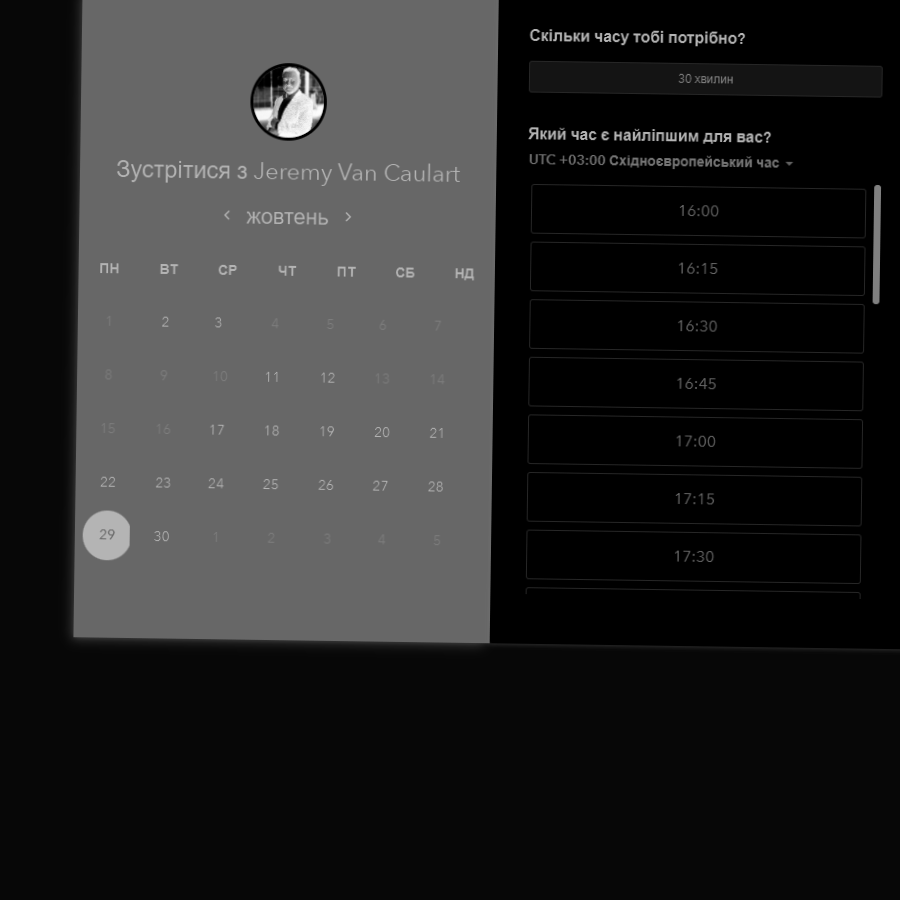 Зустрітися з Jeremy Van Caulart
‹ жовтень ›
ПН ВТ СР ЧТ ПТ СБ НД
1 2 3 4 5 6 7
8 9 10 11 12 13 14
15 16 17 18 19 20 21
22 23 24 25 26 27 28
29 30 1 2 3 4 5
Скільки часу тобі потрібно?
30 хвилин
Який час є найліпшим для вас?
UTC +03:00 Східноєвропейський час
16:00
16:15
16:30
16:45
17:00
17:15
17:30